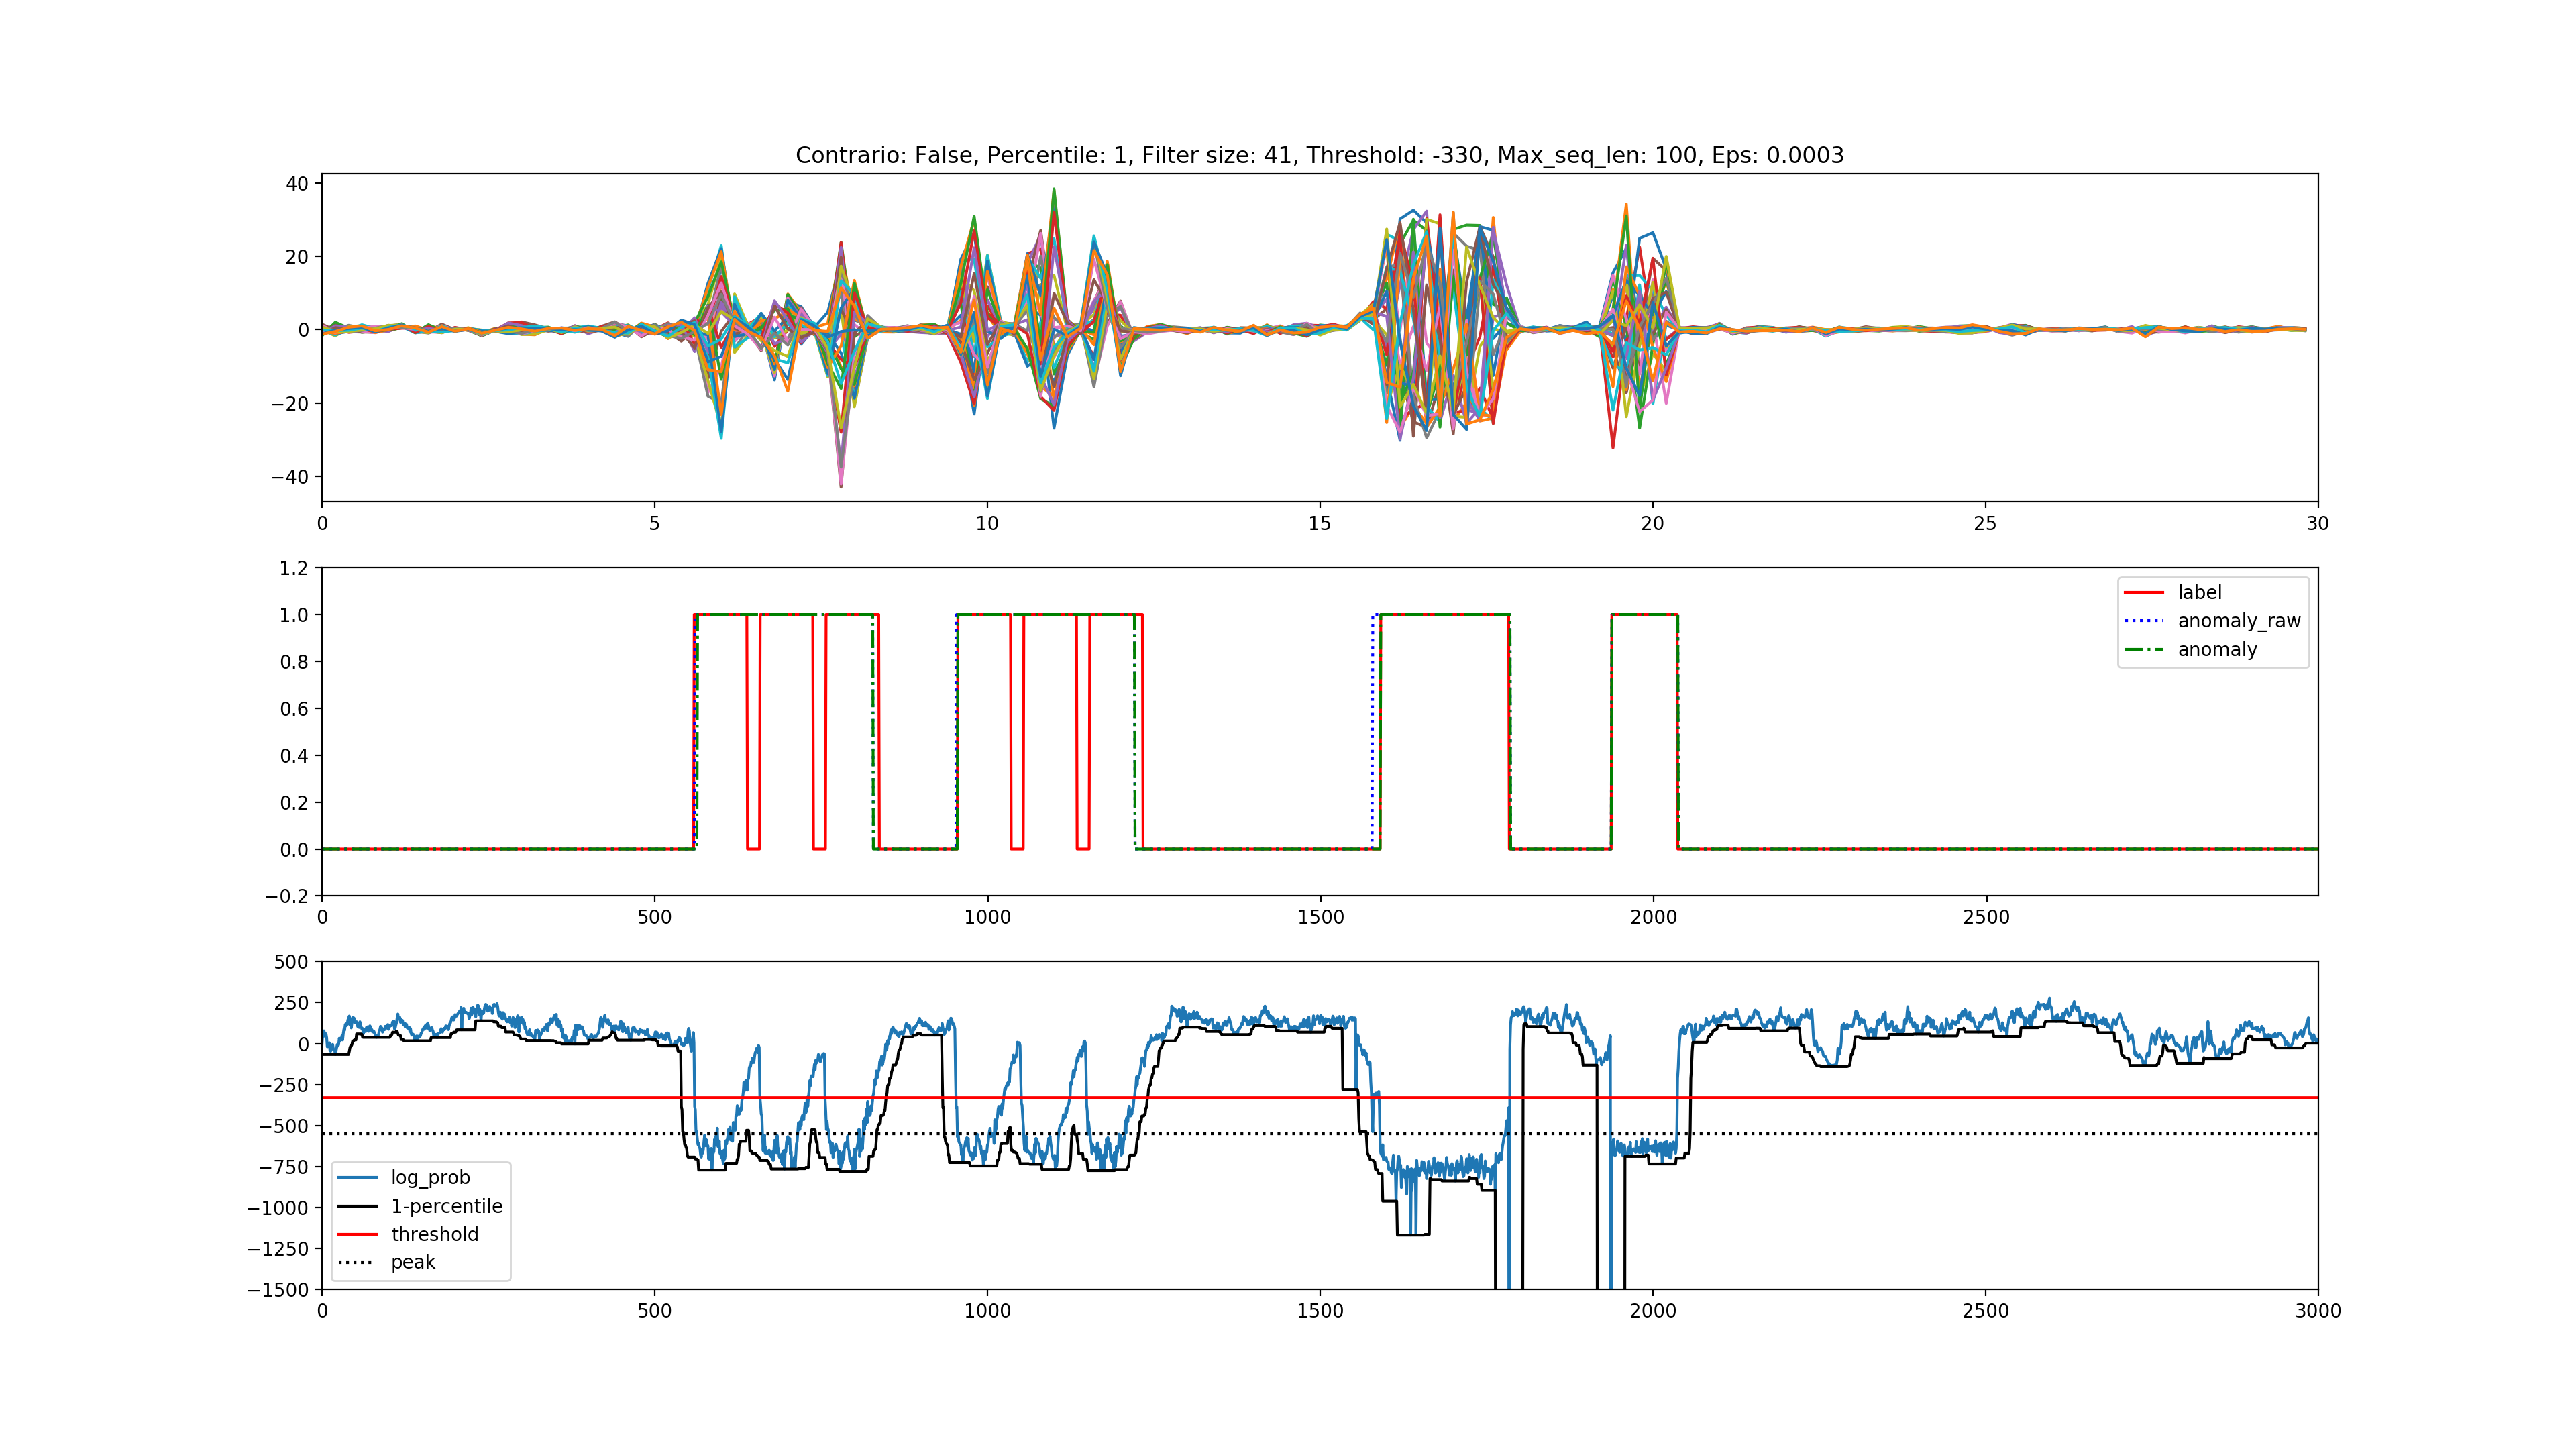 Contrario: False, Percentile: 1, Filter size: 41, Threshold: -330, Max_seq_len: 100, Eps: 0.0003
40
20
0
−20
−40
0 5 10 15 20 25 30
1.2
1.0
0.8
0.6
0.4
0.2
0.0
−0.2
label
anomaly_raw
anomaly
0 500 1000 1500 2000 2500
500
250
0
−250
−500
−750
−1000
−1250
−1500
log_prob
1-percentile
threshold
peak
0 500 1000 1500 2000 2500 3000